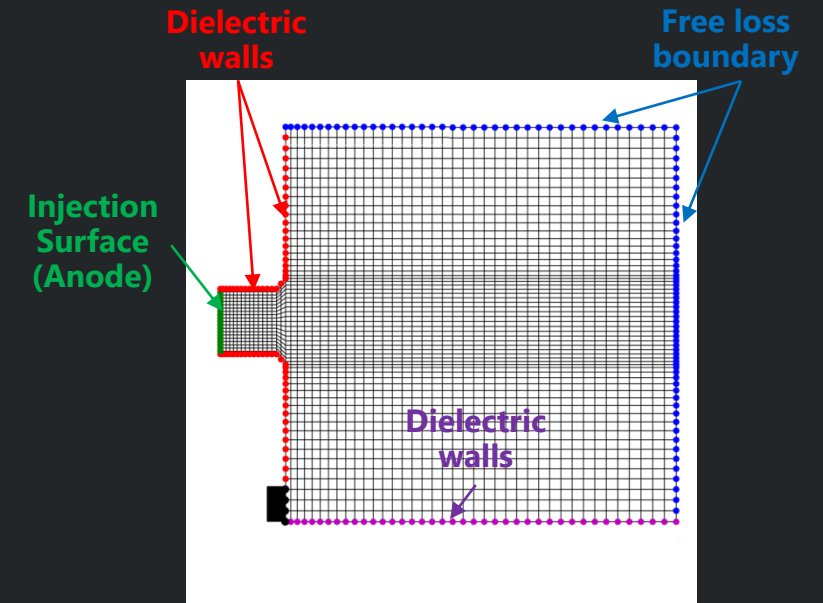 Dielectric
walls
Free loss
boundary
Injection
Surface
(Anode)
Dielectric
walls